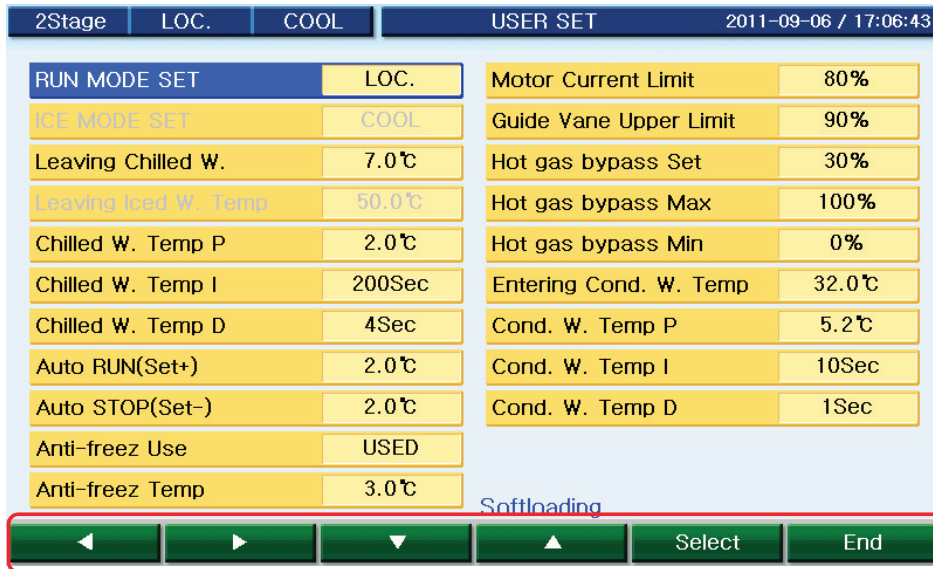 2Stage LOC. COOL USER SET 2011-09-06 / 17:06:43
RUN MODE SET LOC.
ICE MODE SET COOL
Leaving Chilled W. 7.0℃
Leaving Iced W. Temp 50.0℃
Chilled W. Temp P 2.0℃
Chilled W. Temp I 200Sec
Chilled W. Temp D 4Sec
Auto RUN(Set+) 2.0℃
Auto STOP(Set-) 2.0℃
Anti-freez Use USED
Anti-freez Temp 3.0℃
Motor Current Limit 80%
Guide Vane Upper Limit 90%
Hot gas bypass Set 30%
Hot gas bypass Max 100%
Hot gas bypass Min 0%
Entering Cond. W. Temp 32.0℃
Cond. W. Temp P 5.2℃
Cond. W. Temp I 10Sec
Cond. W. Temp D 1Sec
Softloading
◀ ▶ ▼ ▲ Select End